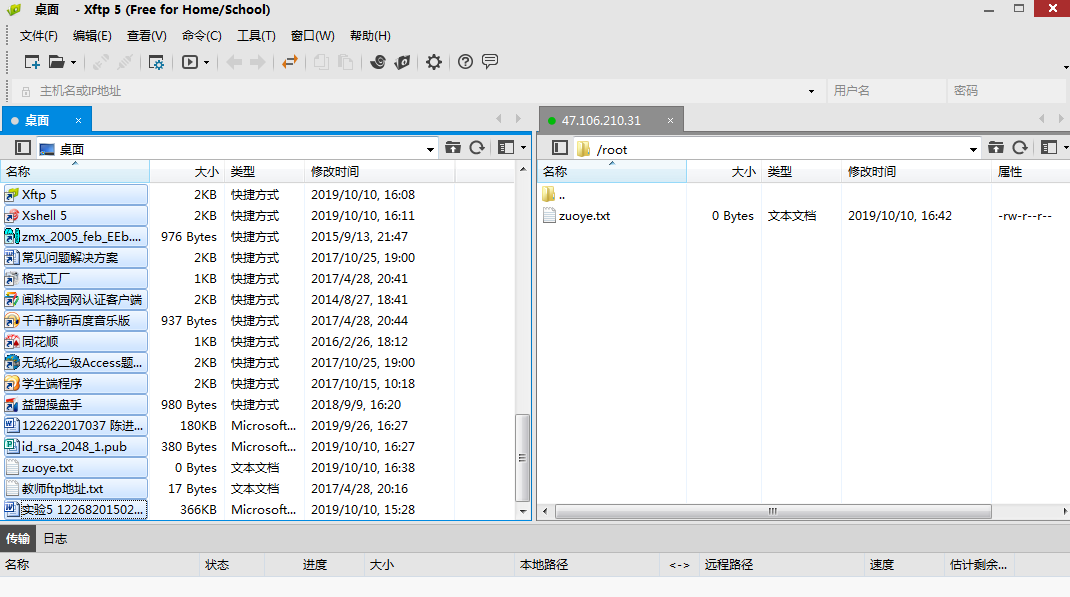 桌面 - Xftp 5 (Free for Home/School)
文件(F) 编辑(E) 查看(V) 命令(C) 工具(T) 窗口(W) 帮助(H)
主机名或IP地址 用户名 密码
桌面 × 47.106.210.31 ×
桌面 /root
名称 大小 类型 修改时间 名称 大小 类型 修改时间 属性
Xftp 5 2KB 快捷方式 2019/10/10, 16:08 ..
Xshell 5 2KB 快捷方式 2019/10/10, 16:11 zuoye.txt 0 Bytes 文本文档 2019/10/10, 16:42 -rw-r--r--
zmx_2005_feb_EEb.... 976 Bytes 快捷方式 2015/9/13, 21:47
常见问题解决方案 2KB 快捷方式 2017/10/25, 19:00
格式工厂 1KB 快捷方式 2017/4/28, 20:41
闽科校园网认证客户端 2KB 快捷方式 2014/8/27, 18:41
千千静听百度音乐版 937 Bytes 快捷方式 2017/4/28, 20:44
同花顺 1KB 快捷方式 2016/2/26, 18:12
无纸化二级Access题... 2KB 快捷方式 2017/10/25, 19:00
学生端程序 2KB 快捷方式 2017/10/15, 10:18
益盟操盘手 980 Bytes 快捷方式 2018/9/9, 16:20
122622017037 陈进... 180KB Microsoft... 2019/9/26, 16:27
id_rsa_2048_1.pub 380 Bytes Microsoft... 2019/10/10, 16:27
zuoye.txt 0 Bytes 文本文档 2019/10/10, 16:38
教师ftp地址.txt 17 Bytes 文本文档 2017/4/28, 20:16
实验5 12268201502... 366KB Microsoft... 2019/10/10, 15:28
传输 日志
名称 状态 进度 大小 本地路径 <-> 远程路径 速度 估计剩余...